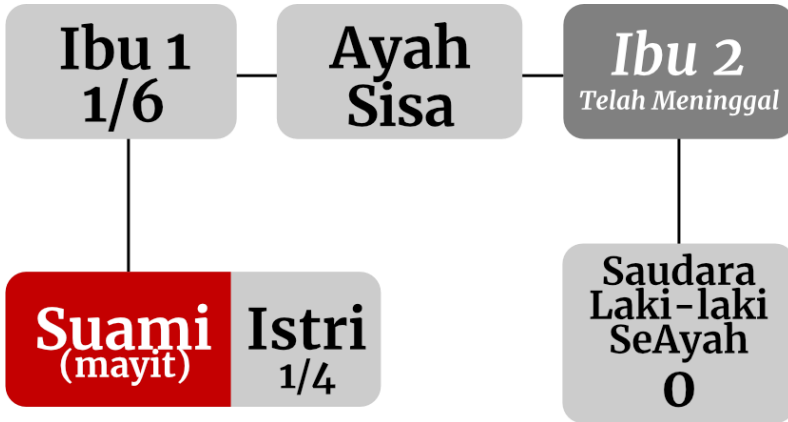 Ibu 1
1/6
Ayah
Sisa
Ibu 2
Telah Meninggal
Suami
(mayit)
Istri
1/4
Saudara
Laki-laki
SeAyah
0